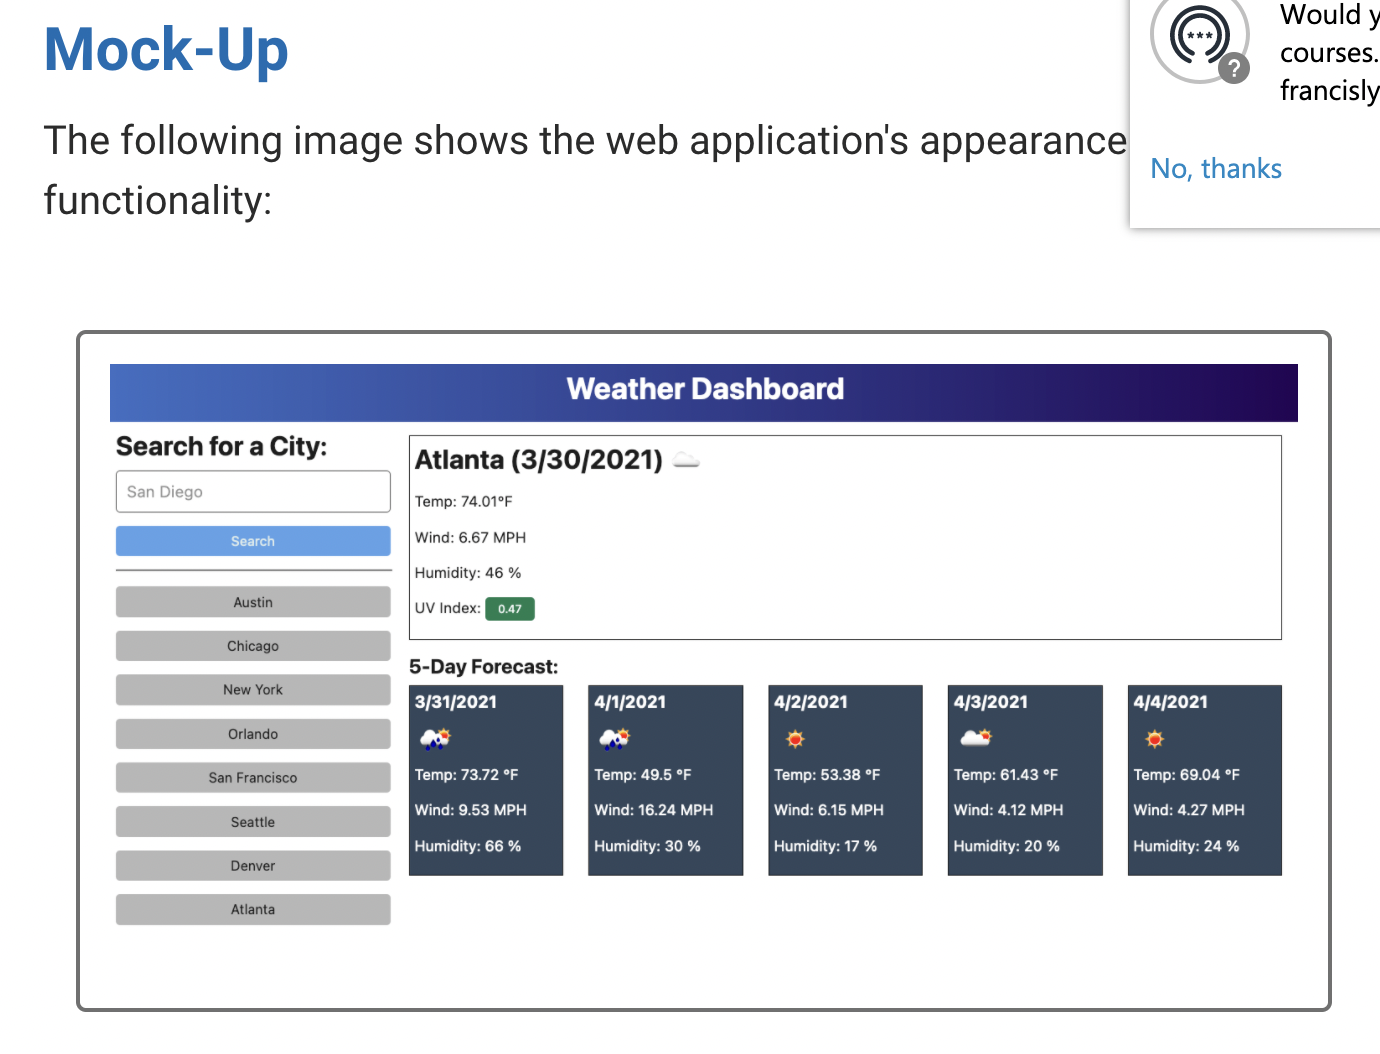 Mock-Up
The following image shows the web application's appearance
functionality:
Would y
courses.
francisly
?
No, thanks
Weather Dashboard
Search for a City:
San Diego
Search
Austin
Chicago
New York
Orlando
San Francisco
Seattle
Denver
Atlanta
Atlanta (3/30/2021)
Temp: 74.01°F
Wind: 6.67 MPH
Humidity: 46 %
UV Index: 0.47
5-Day Forecast:
3/31/2021
Temp: 73.72 °F
Wind: 9.53 MPH
Humidity: 66 %
4/1/2021
Temp: 49.5 °F
Wind: 16.24 MPH
Humidity: 30 %
4/2/2021
Temp: 53.38 °F
Wind: 6.15 MPH
Humidity: 17 %
4/3/2021
Temp: 61.43 °F
Wind: 4.12 MPH
Humidity: 20 %
4/4/2021
Temp: 69.04 °F
Wind: 4.27 MPH
Humidity: 24 %